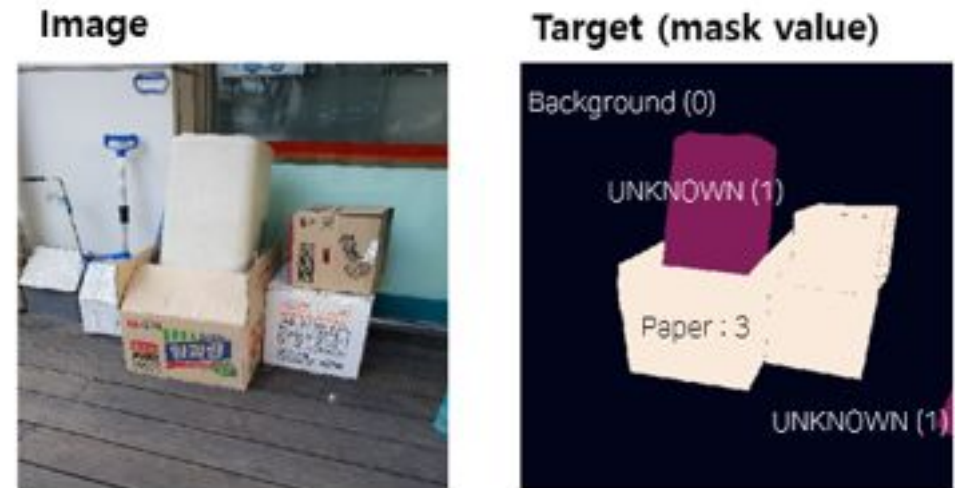 Image
Target (mask value)
Background (0)
UNKNOWN (1)
Paper : 3
UNKNOWN (1)